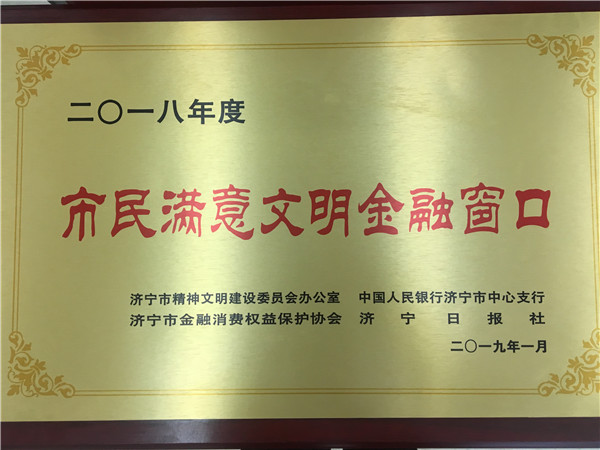 二〇一八年度
市民满意文明金融窗口
济宁市精神文明建设委员会办公室 中国人民银行济宁市中心支行
济宁市金融消费权益保护协会 济宁日报社
二〇一九年一月